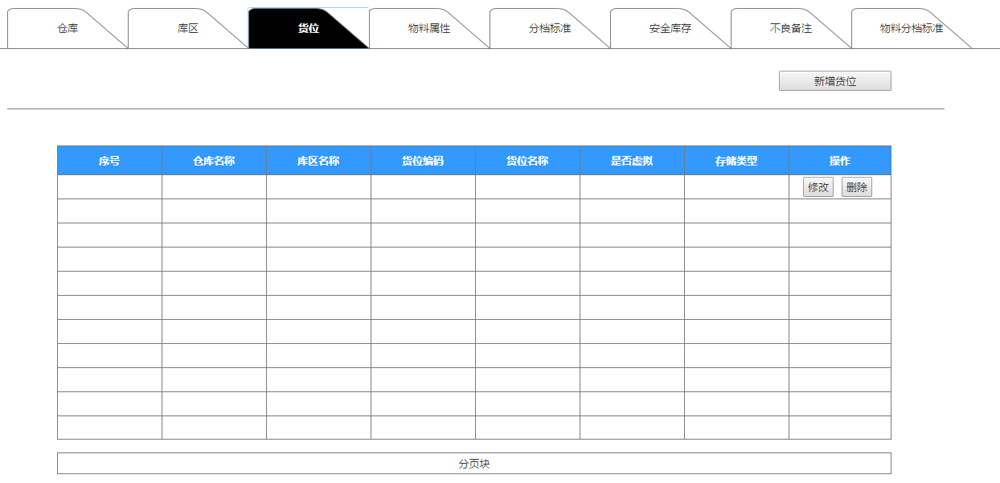 仓库 库区 货位 物料属性 分档标准 安全库存 不良备注 物料分档标准
新增货位
序号 仓库名称 库区名称 货位编码 货位名称 是否虚拟 存储类型 操作
修改 删除
分页块